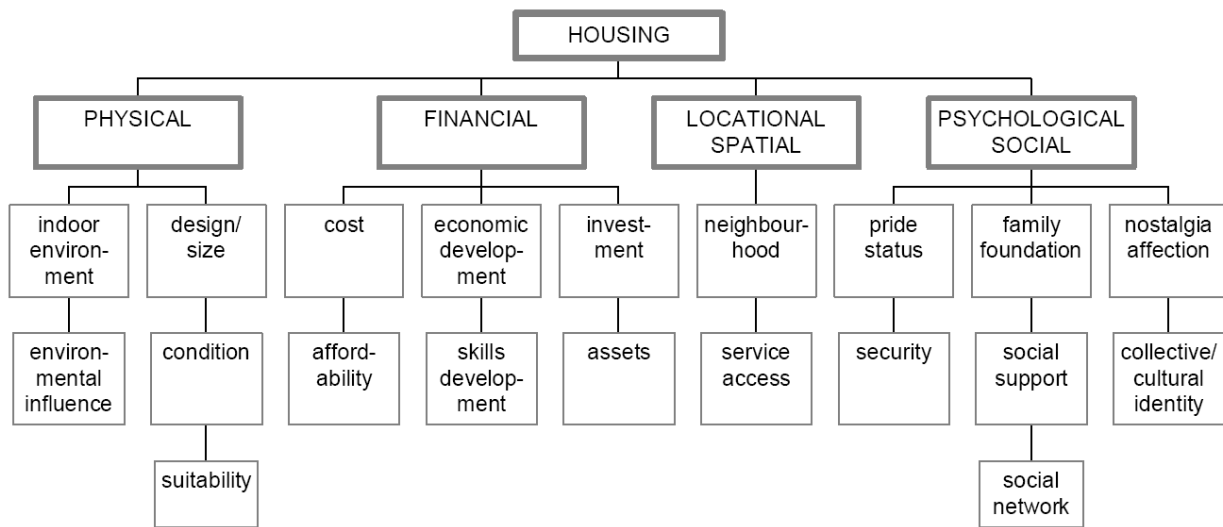 HOUSING
PHYSICAL
FINANCIAL
LOCATIONAL
SPATIAL
PSYCHOLOGICAL
SOCIAL
indoor
environ-
ment
design/
size
cost
economic
develop-
ment
invest-
ment
neighbour-
hood
pride
status
family
foundation
nostalgia
affection
environ-
mental
influence
condition
afford-
ability
skills
develop-
ment
assets
service
access
security
social
support
collective/
cultural
identity
suitability
social
network